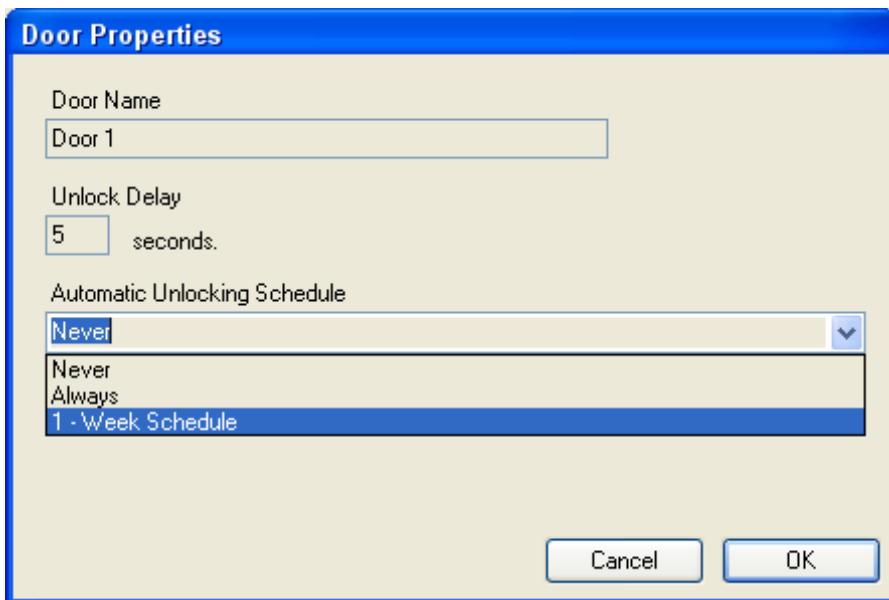 Door Properties
Door Name
Door 1
Unlock Delay
5 seconds.
Automatic Unlocking Schedule
Never
Never
Always
1 - Week Schedule
Cancel OK